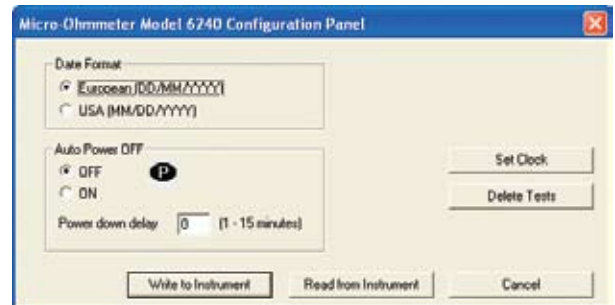 Micro-Ohmmeter Model 6240 Configuration Panel
Date Format
European (DD/MM/YYYY)
USA (MM/DD/YYYY)
Auto Power OFF
OFF
P
ON
Power down delay 0 (1 - 15 minutes)
Set Clock
Delete Tests
Write to Instrument
Read from Instrument
Cancel